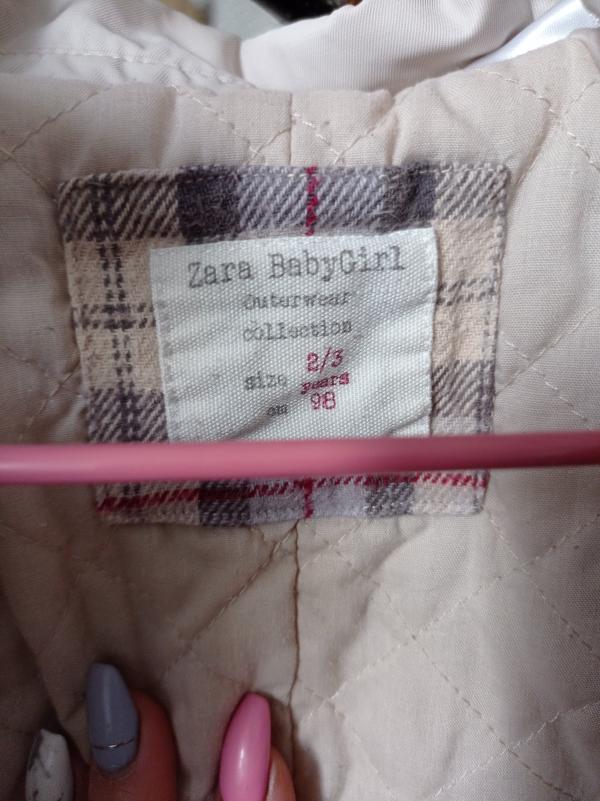 Zara BabyGirl
Outerwear
collection
size 2/3 years
cm 98